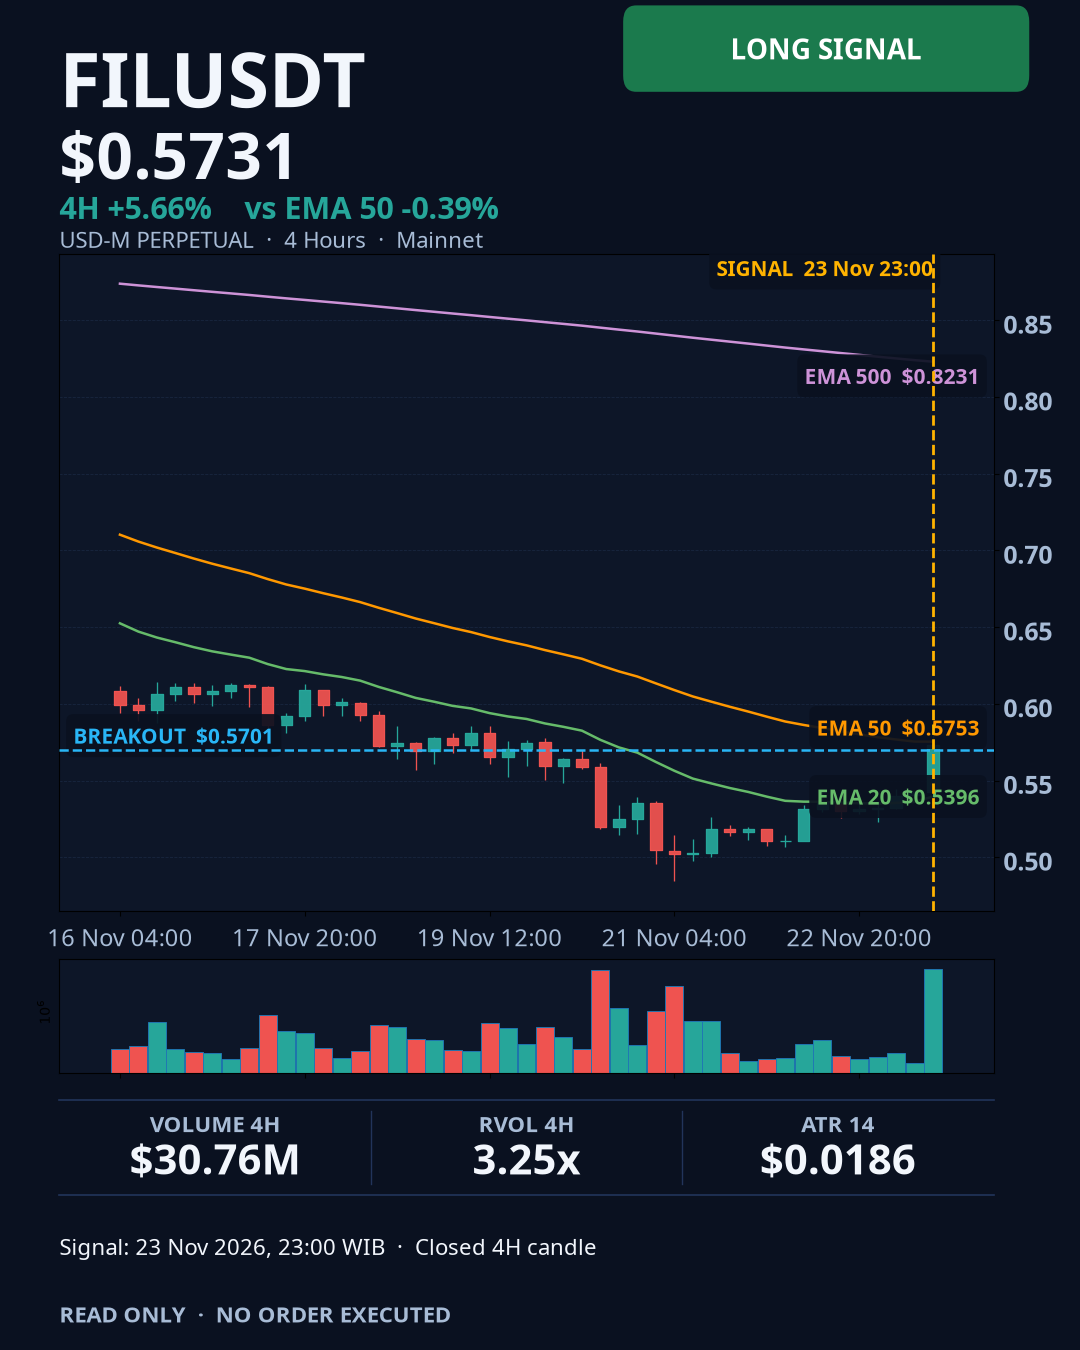 LONG SIGNAL
FILUSDT
$0.5731
4H +5.66% vs EMA 50 -0.39%
USD-M PERPETUAL · 4 Hours · Mainnet
SIGNAL 23 Nov 23:00
0.85
EMA 500 $0.8231
0.80
0.75
0.70
0.65
0.60
EMA 50 $0.5753
BREAKOUT $0.5701
0.55
EMA 20 $0.5396
0.50
16 Nov 04:00 17 Nov 20:00 19 Nov 12:00 21 Nov 04:00 22 Nov 20:00
10⁶
VOLUME 4H RVOL 4H ATR 14
$30.76M 3.25x $0.0186
Signal: 23 Nov 2026, 23:00 WIB · Closed 4H candle
READ ONLY · NO ORDER EXECUTED